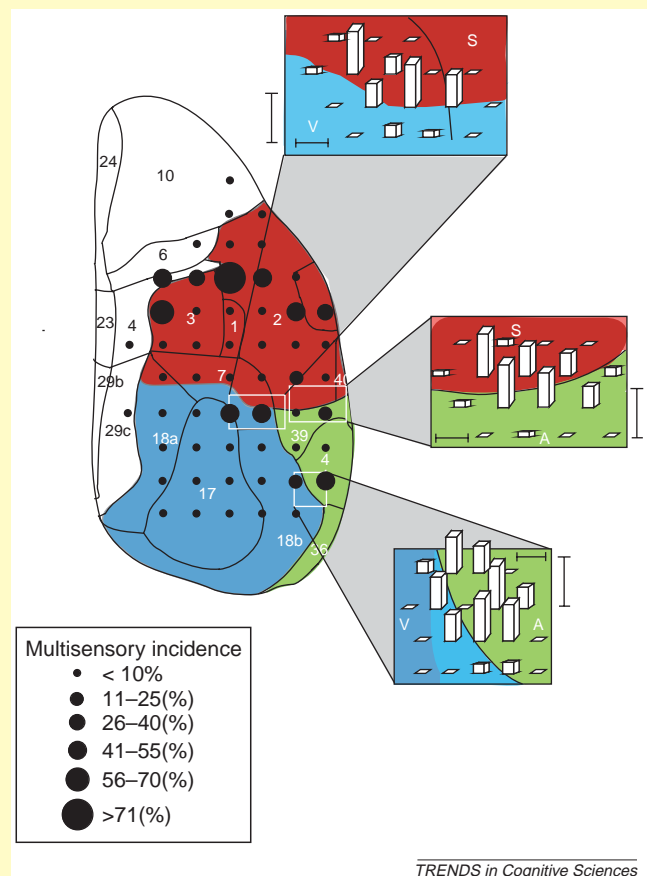 S
V
24
10
6
23
4
3
1
2
S
7
4
29b
29c
39
A
18a
4
17
18b
36
V
A
Multisensory incidence
< 10%
11–25(%)
26–40(%)
41–55(%)
56–70(%)
>71(%)
TRENDS in Cognitive Sciences